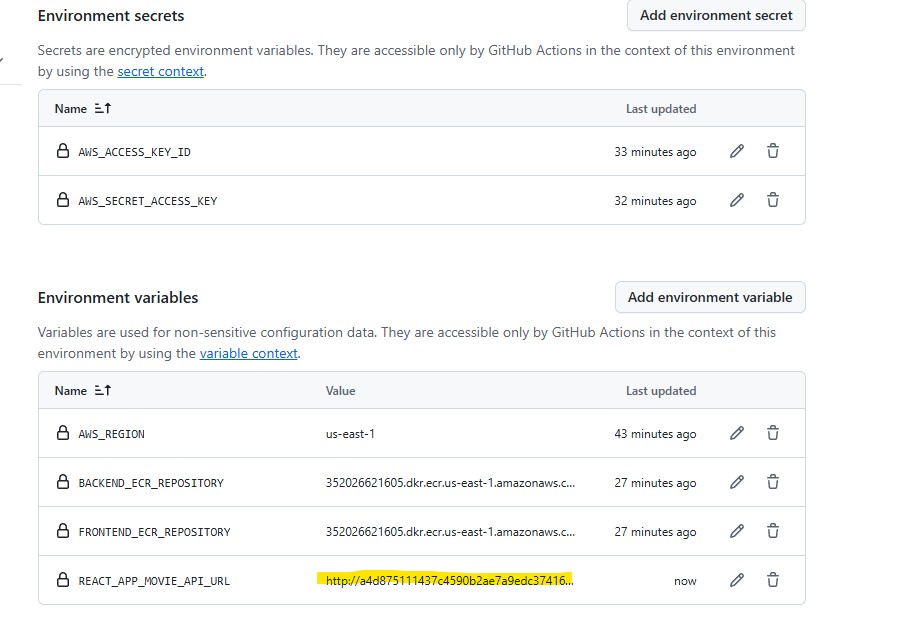 Environment secrets
Add environment secret
Secrets are encrypted environment variables. They are accessible only by GitHub Actions in the context of this environment
by using the secret context.
Name Last updated
AWS_ACCESS_KEY_ID 33 minutes ago
AWS_SECRET_ACCESS_KEY 32 minutes ago
Environment variables
Add environment variable
Variables are used for non-sensitive configuration data. They are accessible only by GitHub Actions in the context of this
environment by using the variable context.
Name Value Last updated
AWS_REGION us-east-1 43 minutes ago
BACKEND_ECR_REPOSITORY 352026621605.dkr.ecr.us-east-1.amazonaws.c... 27 minutes ago
FRONTEND_ECR_REPOSITORY 352026621605.dkr.ecr.us-east-1.amazonaws.c... 27 minutes ago
REACT_APP_MOVIE_API_URL http://a4d875111437c4590b2ae7a9edc37416... now